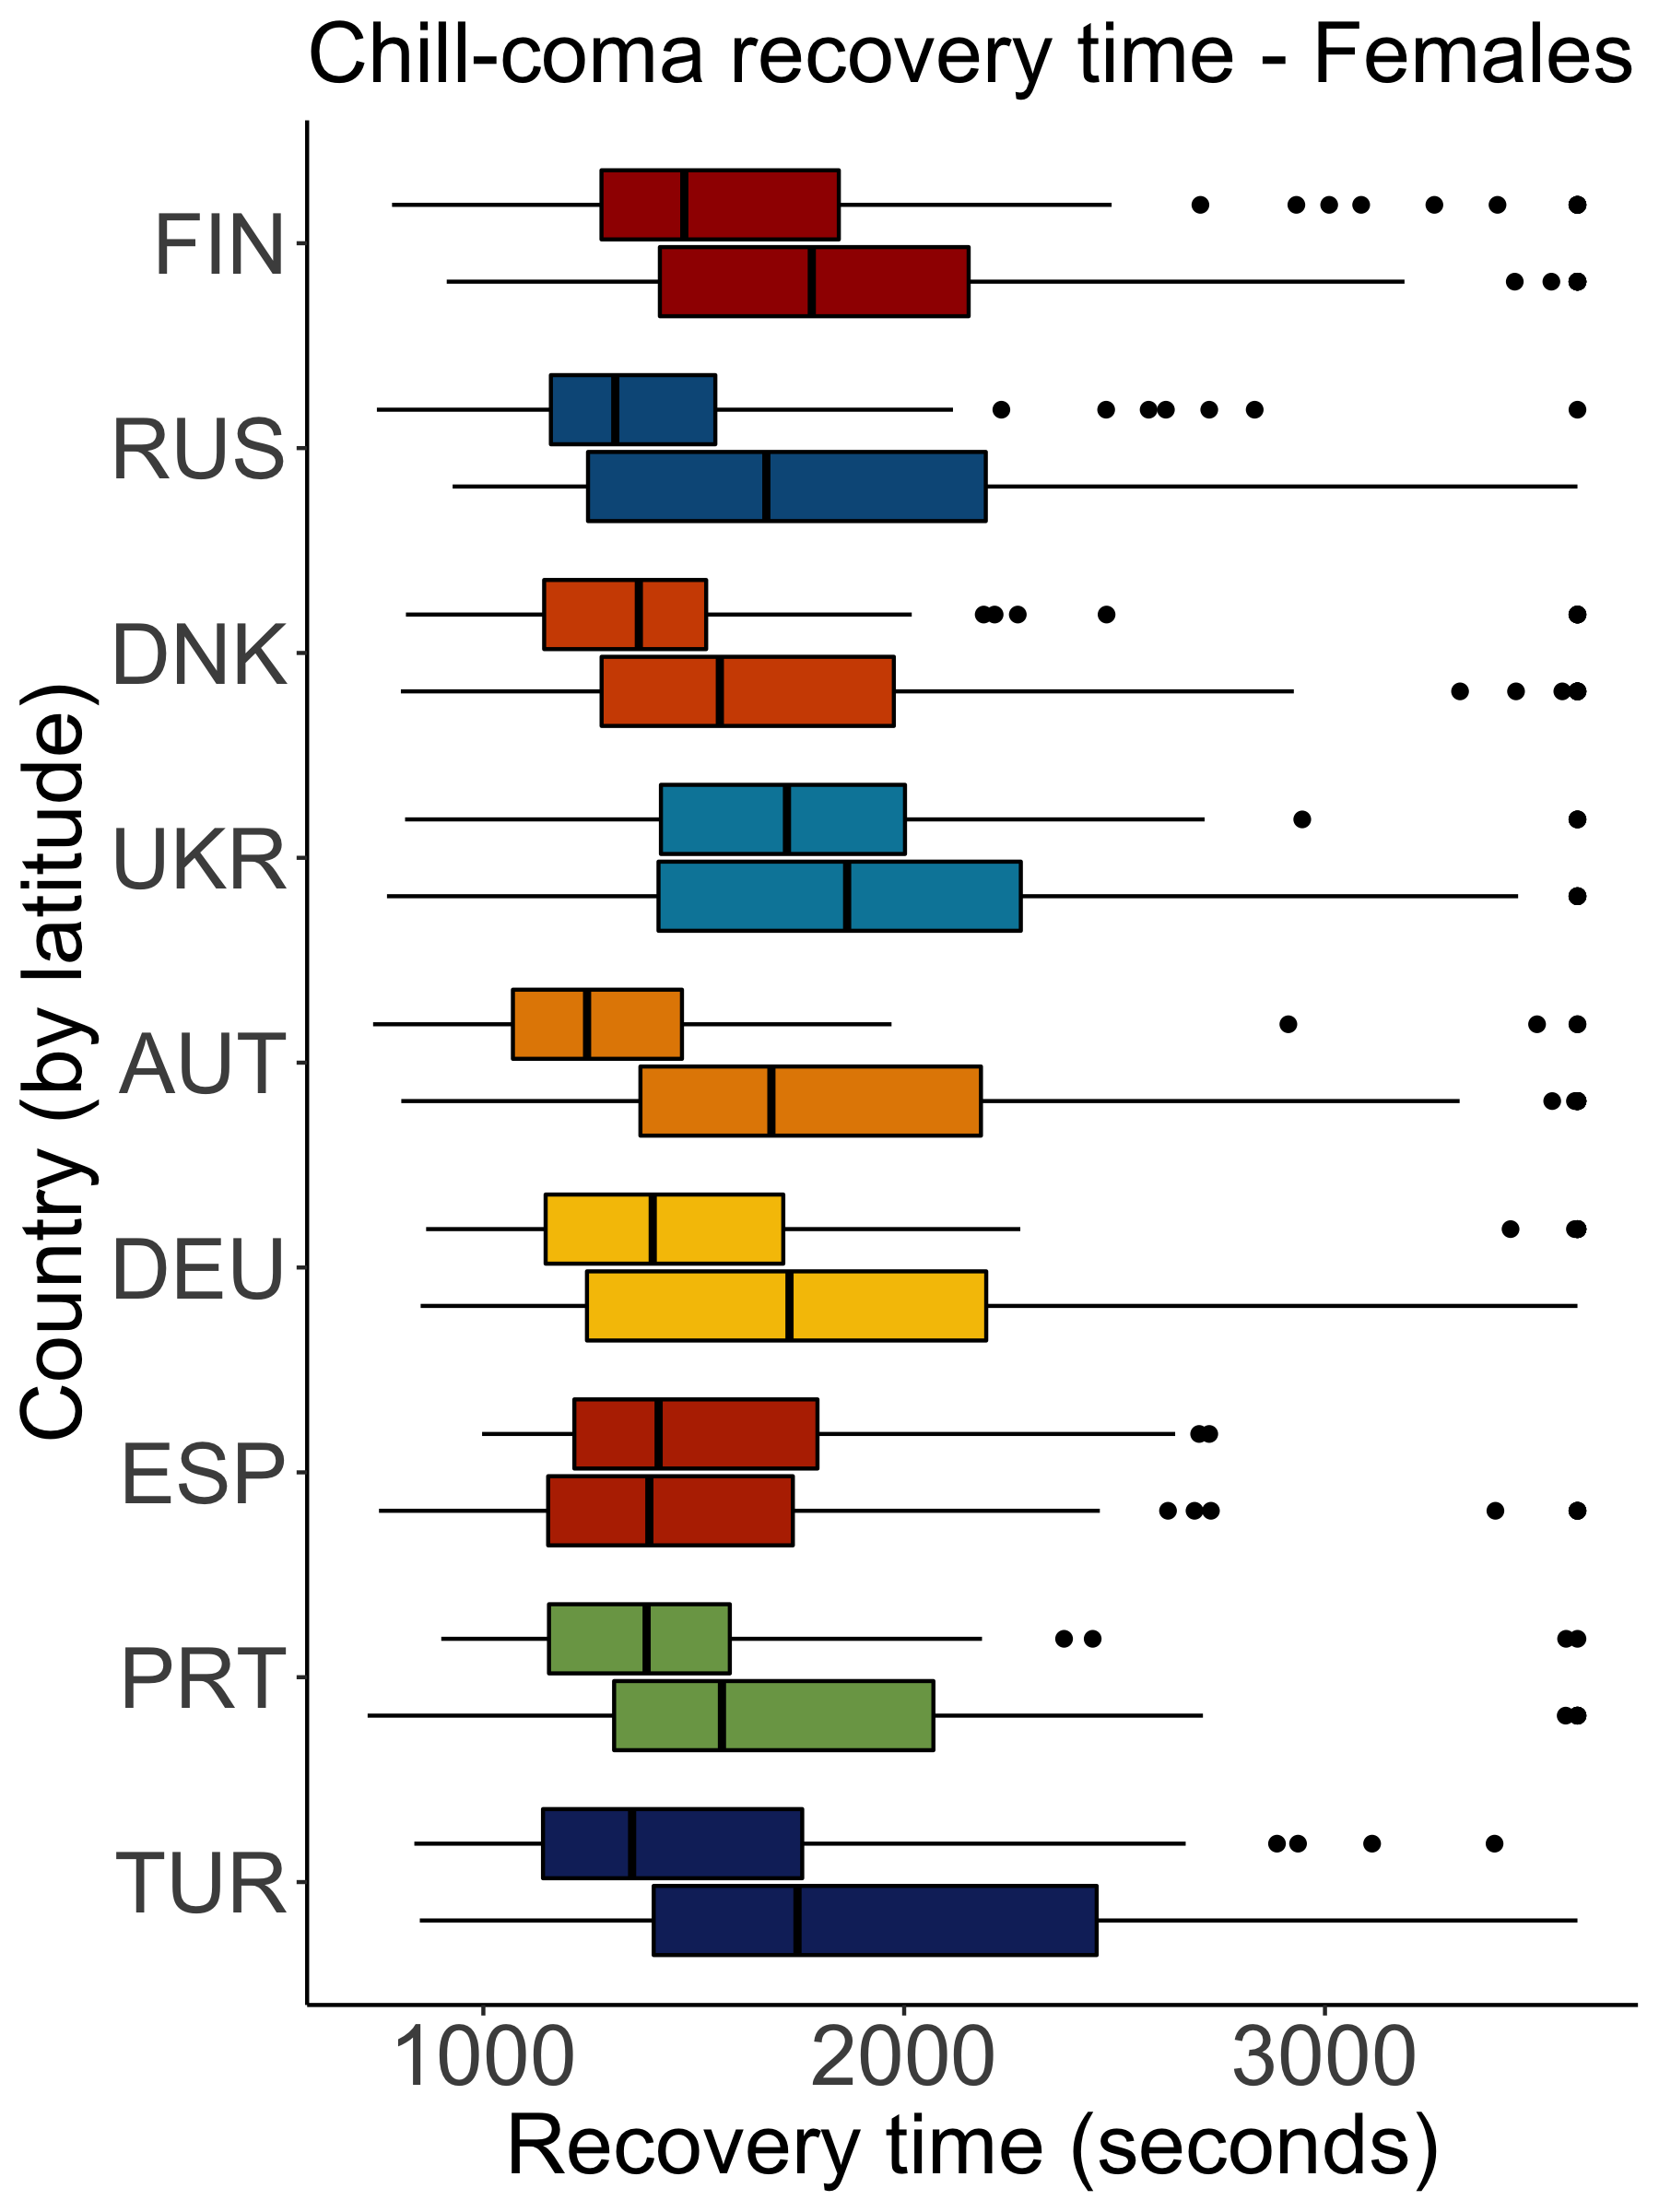 Chill-coma recovery time - Females
Country (by latitude)
FIN
RUS
DNK
UKR
AUT
DEU
ESP
PRT
TUR
1000 2000 3000
Recovery time (seconds)